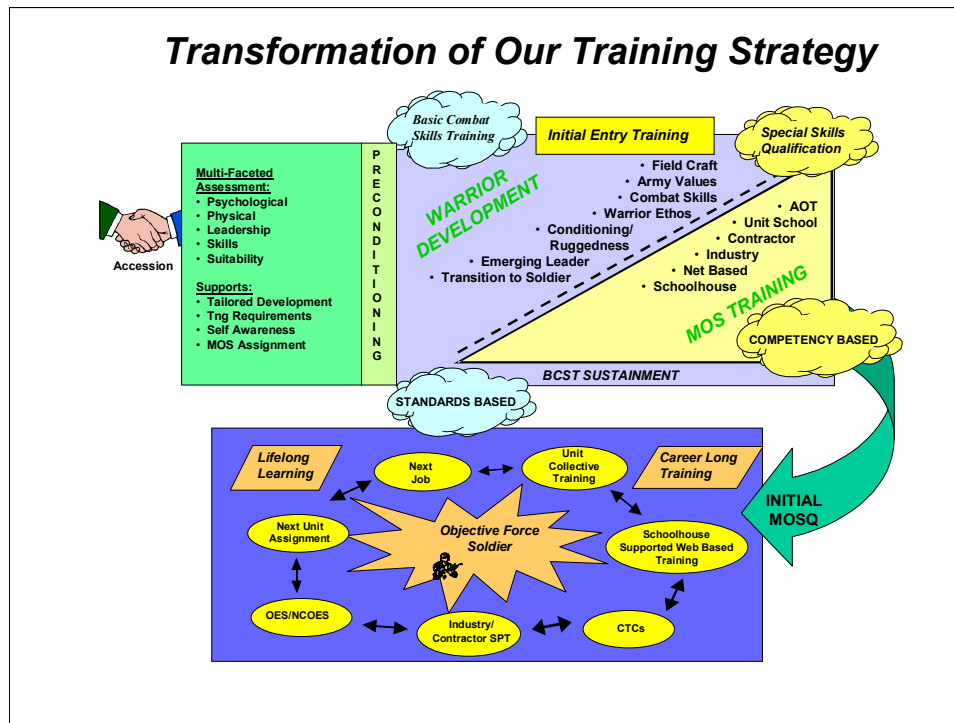 Transformation of Our Training Strategy
Basic Combat
Skills Training
Initial Entry Training
Special Skills
Qualification
Accession
Multi-Faceted
Assessment:
• Psychological
• Physical
• Leadership
• Skills
• Suitability
Supports:
• Tailored Development
• Tng Requirements
• Self Awareness
• MOS Assignment
P
R
E
C
O
N
D
I
T
I
O
N
I
N
G
WARRIOR
DEVELOPMENT
• Field Craft
• Army Values
• Combat Skills
• Warrior Ethos
• Conditioning/
Ruggedness
• Emerging Leader
• Transition to Soldier
• AOT
• Unit School
• Contractor
• Industry
• Net Based
• Schoolhouse
MOS TRAINING
COMPETENCY BASED
BCST SUSTAINMENT
STANDARDS BASED
Lifelong
Learning
Next
Job
Unit
Collective
Training
Career Long
Training
INITIAL
MOSQ
Next Unit
Assignment
Objective Force
Soldier
Schoolhouse
Supported Web Based
Training
OES/NCOES
Industry/
Contractor SPT
CTCs